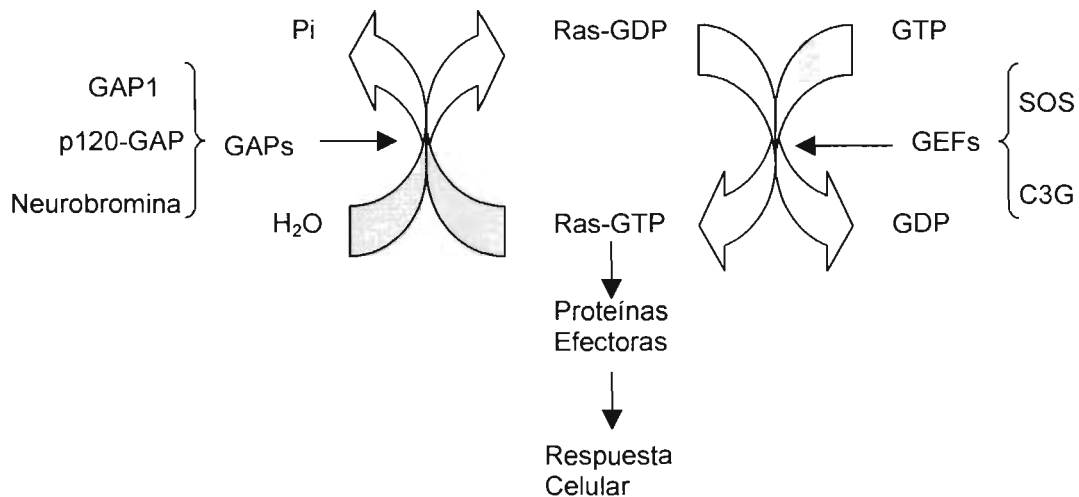 Pi
Ras-GDP
GTP
GAP1
p120-GAP
Neurobromina
GAPs
GEFs
SOS
C3G
H₂O
Ras-GTP
GDP
Proteínas
Efectoras
Respuesta
Celular